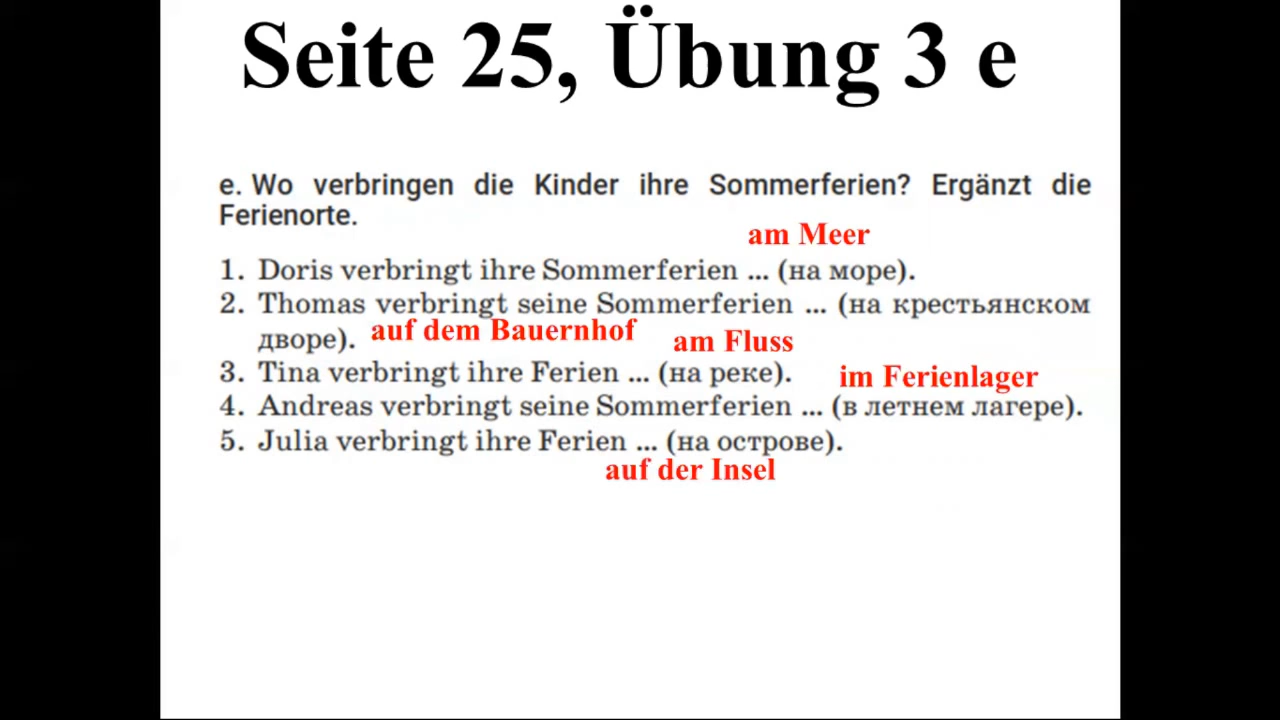 Seite 25, Übung 3 e
e. Wo verbringen die Kinder ihre Sommerferien? Ergänzt die
Ferienorte.
am Meer
1. Doris verbringt ihre Sommerferien ... (на море).
2. Thomas verbringt seine Sommerferien ... (на крестьянском
дворе). auf dem Bauernhof
am Fluss
3. Tina verbringt ihre Ferien ... (на реке).
im Ferienlager
4. Andreas verbringt seine Sommerferien ... (в летнем лагере).
5. Julia verbringt ihre Ferien ... (на острове).
auf der Insel